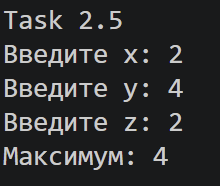 Task 2.5
Введите x: 2
Введите y: 4
Введите z: 2
Максимум: 4